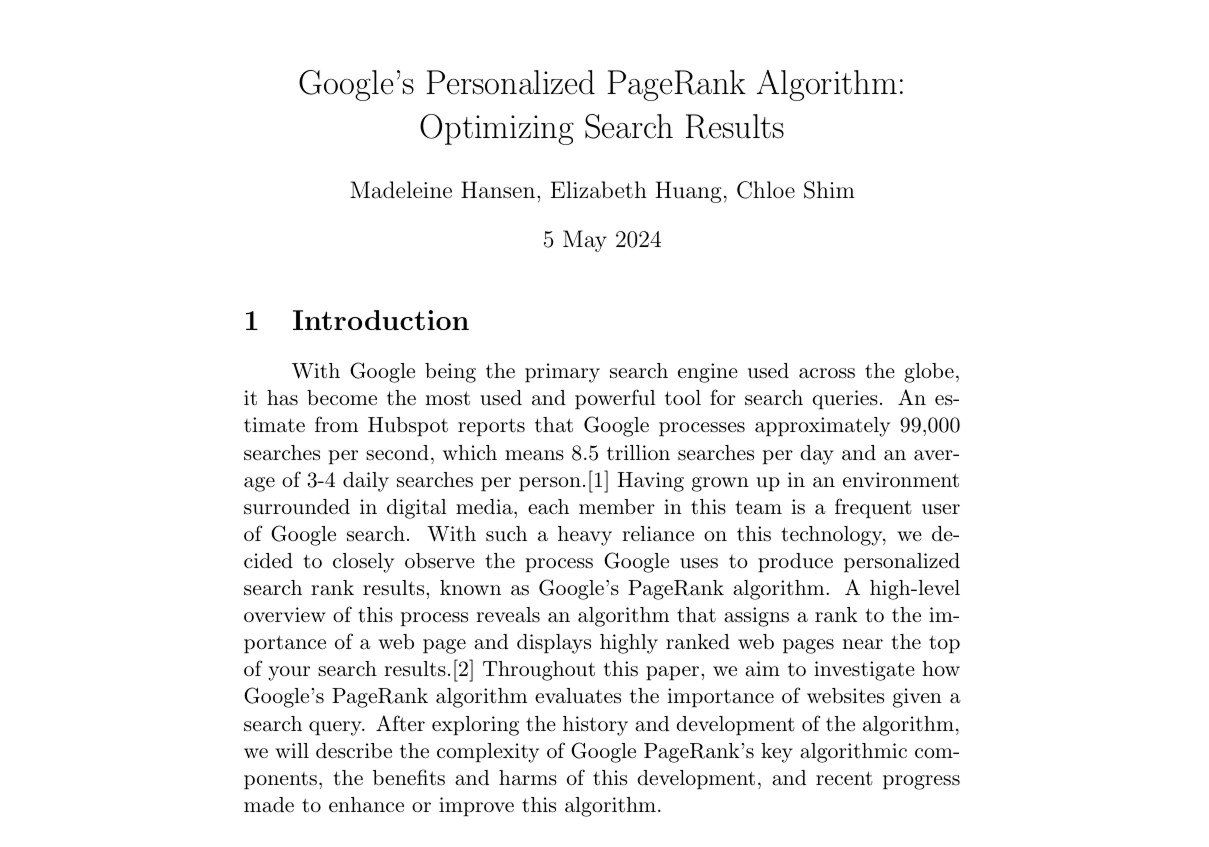 Google's Personalized PageRank Algorithm:
Optimizing Search Results
Madeleine Hansen, Elizabeth Huang, Chloe Shim
5 May 2024
1 Introduction
With Google being the primary search engine used across the globe,
it has become the most used and powerful tool for search queries. An es-
timate from Hubspot reports that Google processes approximately 99,000
searches per second, which means 8.5 trillion searches per day and an aver-
age of 3-4 daily searches per person.[1] Having grown up in an environment
surrounded in digital media, each member in this team is a frequent user
of Google search. With such a heavy reliance on this technology, we de-
cided to closely observe the process Google uses to produce personalized
search rank results, known as Google's PageRank algorithm. A high-level
overview of this process reveals an algorithm that assigns a rank to the im-
portance of a web page and displays highly ranked web pages near the top
of your search results.[2] Throughout this paper, we aim to investigate how
Google's PageRank algorithm evaluates the importance of websites given a
search query. After exploring the history and development of the algorithm,
we will describe the complexity of Google PageRank's key algorithmic com-
ponents, the benefits and harms of this development, and recent progress
made to enhance or improve this algorithm.